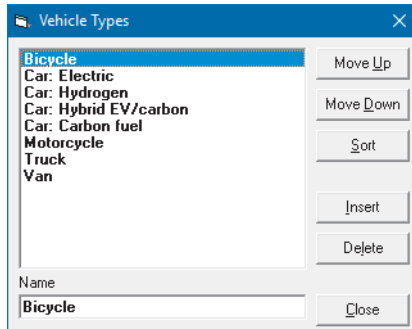 Vehicle Types
Bicycle
Car: Electric
Car: Hydrogen
Car: Hybrid EV/carbon
Car: Carbon fuel
Motorcycle
Truck
Van
Move Up
Move Down
Sort
Insert
Delete
Name
Bicycle
Close